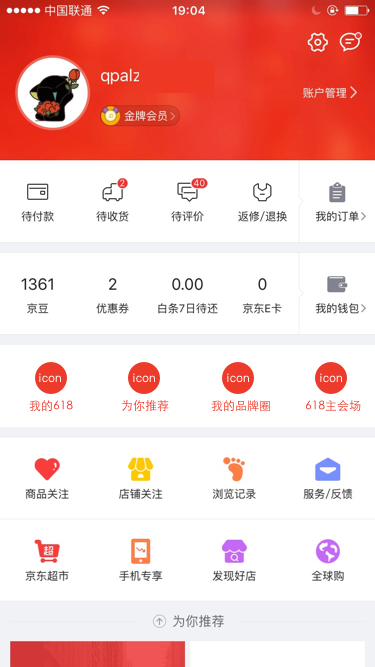 中国联通 19:04
qpalz
账户管理
金牌会员
2 40
待付款 待收货 待评价 返修/退换 我的订单
1361 2 0.00 0
京豆 优惠券 白条7日待还 京东E卡 我的钱包
icon icon icon icon
我的618 为你推荐 我的品牌圈 618主会场
商品关注 店铺关注 浏览记录 服务/反馈
超
京东超市 手机专享 发现好店 全球购
为你推荐